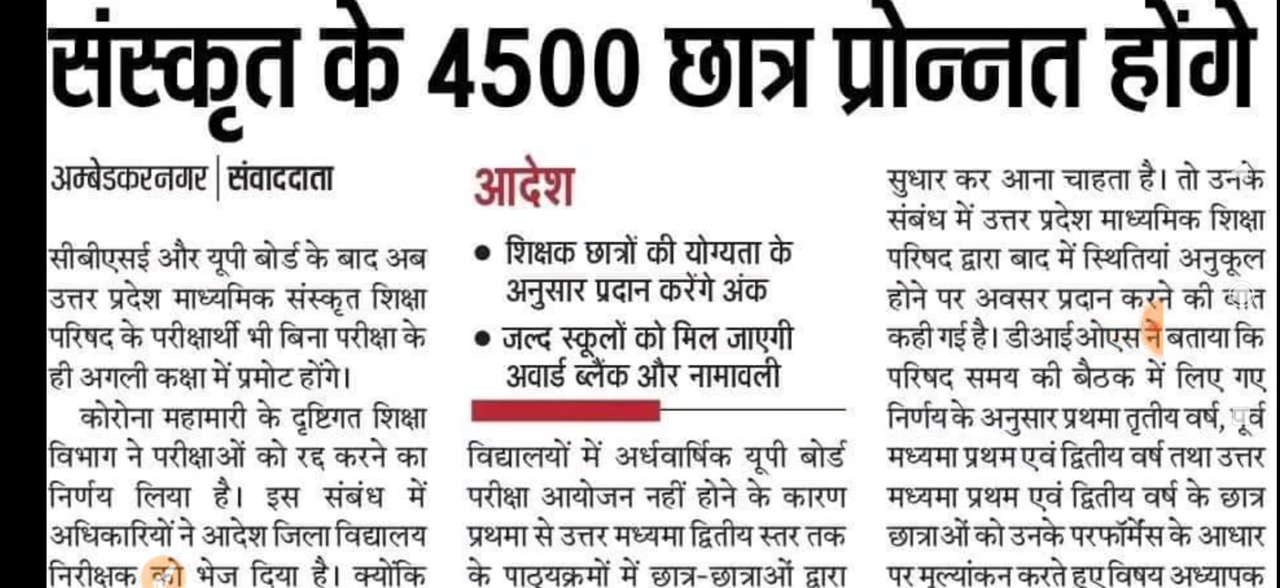 संस्कृत के 4500 छात्र प्रोन्नत होंगे
अम्बेडकरनगर | संवाददाता
सीबीएसई और यूपी बोर्ड के बाद अब
उत्तर प्रदेश माध्यमिक संस्कृत शिक्षा
परिषद के परीक्षार्थी भी बिना परीक्षा के
ही अगली कक्षा में प्रमोट होंगे।
कोरोना महामारी के दृष्टिगत शिक्षा
विभाग ने परीक्षाओं को रद्द करने का
निर्णय लिया है। इस संबंध में
अधिकारियों ने आदेश जिला विद्यालय
निरीक्षक को भेज दिया है। क्योंकि
आदेश
● शिक्षक छात्रों की योग्यता के
अनुसार प्रदान करेंगे अंक
● जल्द स्कूलों को मिल जाएगी
अवार्ड ब्लैंक और नामावली
विद्यालयों में अर्धवार्षिक यूपी बोर्ड
परीक्षा आयोजन नहीं होने के कारण
प्रथमा से उत्तर मध्यमा द्वितीय स्तर तक
के पाठ्यक्रमों में छात्र-छात्राओं द्वारा
सुधार कर आना चाहता है। तो उनके
संबंध में उत्तर प्रदेश माध्यमिक शिक्षा
परिषद द्वारा बाद में स्थितियां अनुकूल
होने पर अवसर प्रदान करने की बात
कही गई है। डीआईओएस ने बताया कि
परिषद समय की बैठक में लिए गए
निर्णय के अनुसार प्रथमा तृतीय वर्ष, पूर्व
मध्यमा प्रथम एवं द्वितीय वर्ष तथा उत्तर
मध्यमा प्रथम एवं द्वितीय वर्ष के छात्र
छात्राओं को उनके परफॉर्मेंस के आधार
पर मूल्यांकन करते हुए विषय अध्यापक